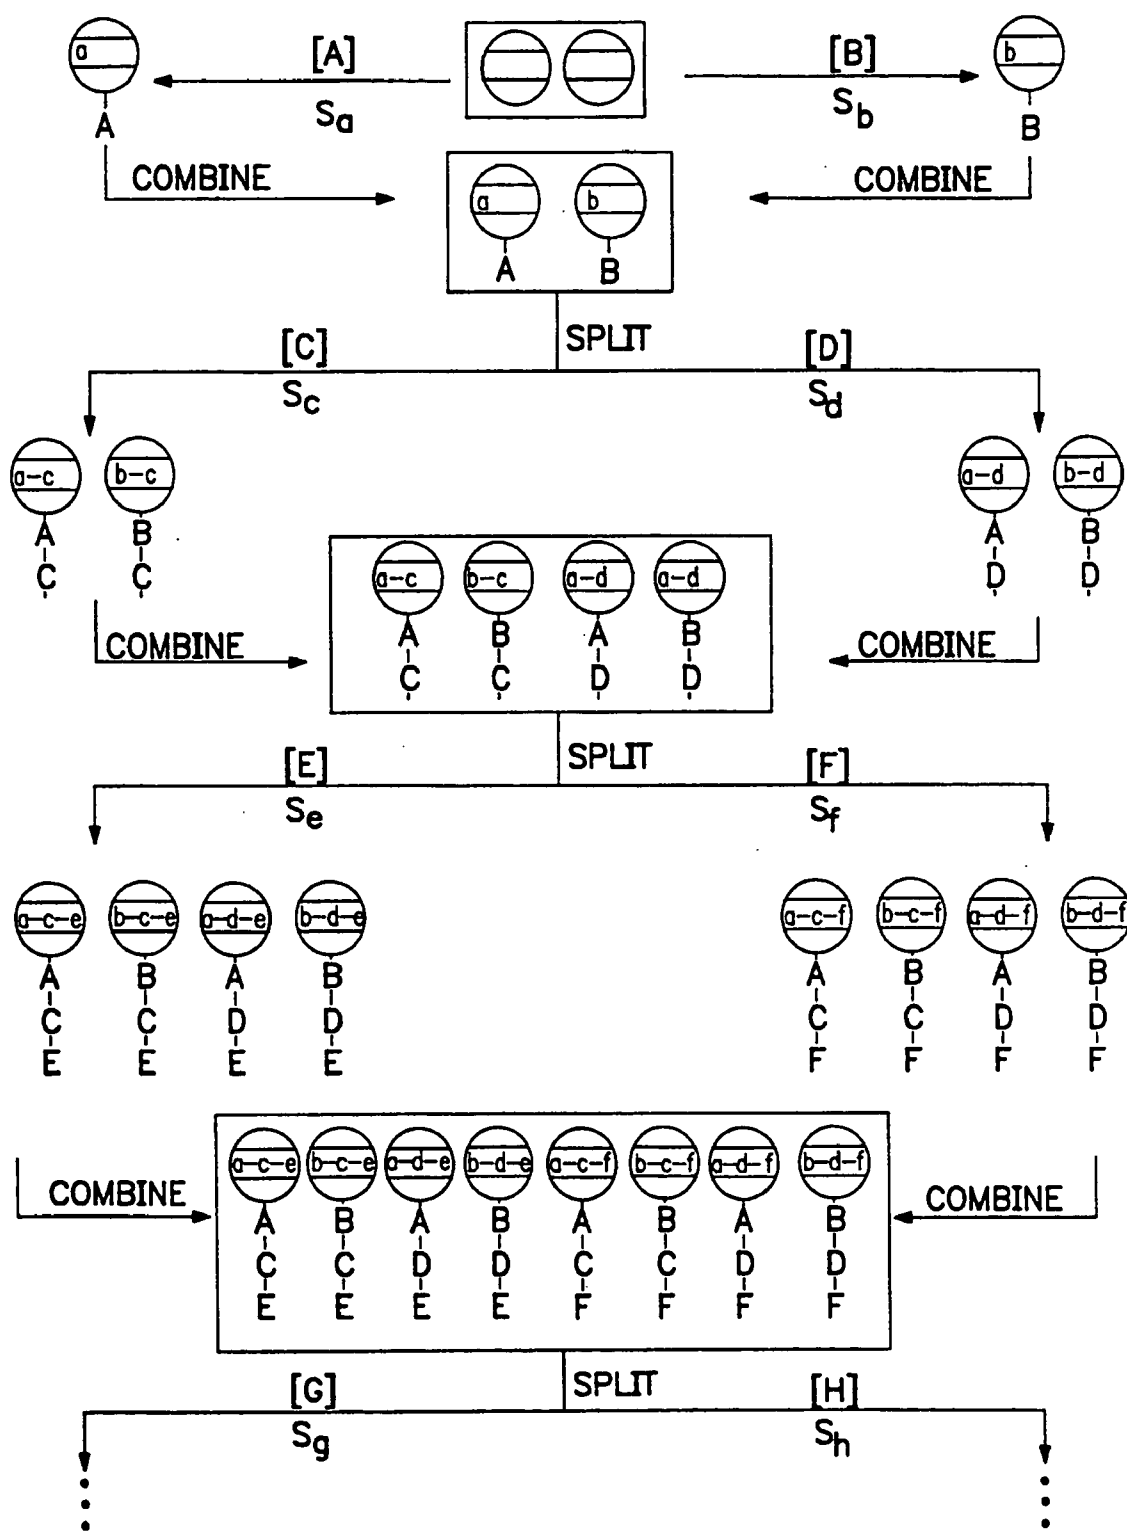 [A] [B]
a b
Sa Sb
A B
COMBINE COMBINE
a b
A B
SPLIT
[C] [D]
Sc Sd
a-c b-c a-d b-d
A B A B
C C D D
a-c b-c a-d a-d
A B A B
COMBINE COMBINE
C C D D
SPLIT
[E] [F]
Se Sf
a-c-e b-c-e a-d-e b-d-e a-c-f b-c-f a-d-f b-d-f
A B A B A B A B
C C D D C C D D
E E E E F F F F
a-c-e b-c-e a-d-e b-d-e a-c-f b-c-f a-d-f b-d-f
COMBINE COMBINE
A B A B A B A B
C C D D C C D D
E E E E F F F F
SPLIT
[G] [H]
Sg Sh